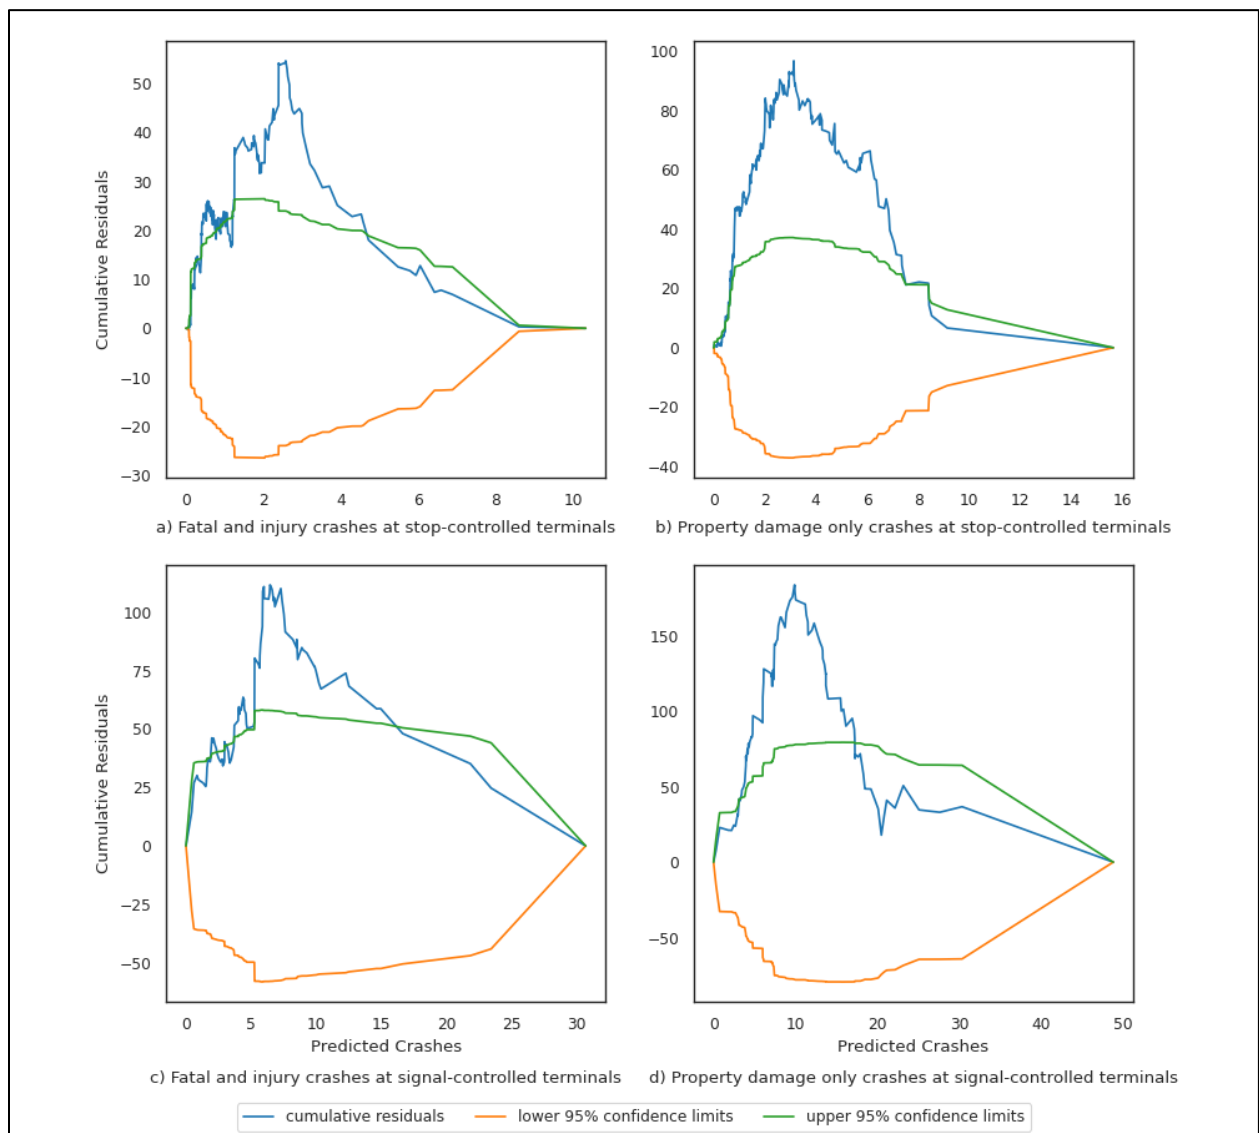 Cumulative Residuals
50
40
30
20
10
0
−10
−20
−30
0 2 4 6 8 10
a) Fatal and injury crashes at stop-controlled terminals
100
80
60
40
20
0
−20
−40
0 2 4 6 8 10 12 14 16
b) Property damage only crashes at stop-controlled terminals
Cumulative Residuals
100
75
50
25
0
−25
−50
0 5 10 15 20 25 30
Predicted Crashes
c) Fatal and injury crashes at signal-controlled terminals
150
100
50
0
−50
0 10 20 30 40 50
Predicted Crashes
d) Property damage only crashes at signal-controlled terminals
cumulative residuals lower 95% confidence limits upper 95% confidence limits